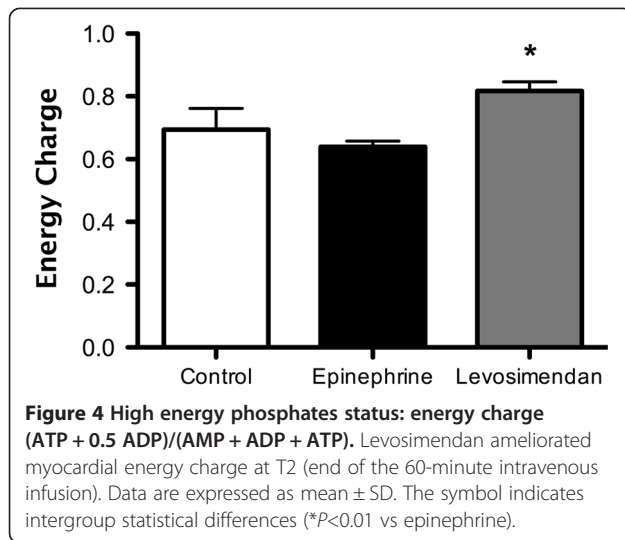 1.0
*
0.8
0.6
0.4
0.2
0.0
Energy Charge
Control Epinephrine Levosimendan
Figure 4 High energy phosphates status: energy charge
(ATP + 0.5 ADP)/(AMP + ADP + ATP). Levosimendan ameliorated
myocardial energy charge at T2 (end of the 60-minute intravenous
infusion). Data are expressed as mean ± SD. The symbol indicates
intergroup statistical differences (*P<0.01 vs epinephrine).